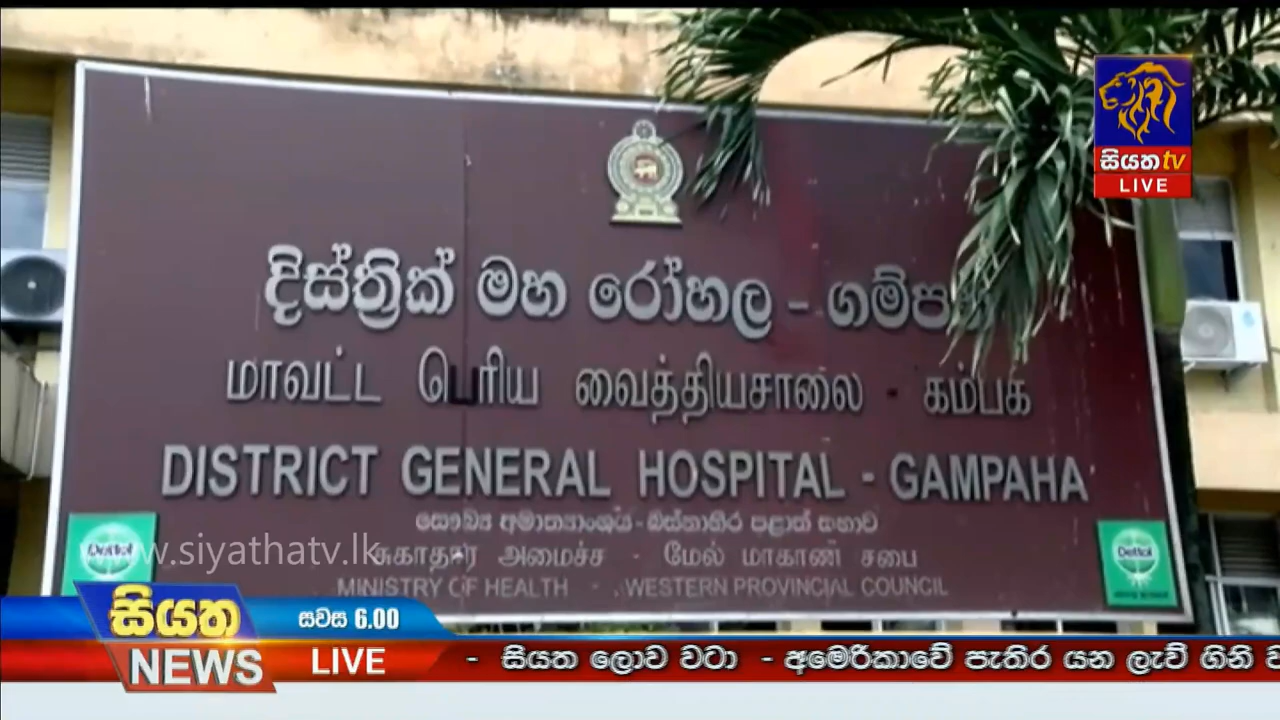 සියත tv
LIVE
දිස්ත්‍රික් මහ රෝහල - ගම්ප
மாவட்ட பெரிய வைத்தியசாலை - கம்பக
DISTRICT GENERAL HOSPITAL - GAMPAHA
සෞඛ්‍ය අමාත්‍යාංශය - බස්නාහිර පළාත් සභාව
சுகாதார அமைச்சு - மேல் மாகாண சபை
MINISTRY OF HEALTH - WESTERN PROVINCIAL COUNCIL
Dettol
Dettol
www.siyathatv.lk
සියත
NEWS
සවස 6.00
LIVE
- සියත ලොව වටා - අමෙරිකාවේ පැතිර යන ලැව් ගිනි